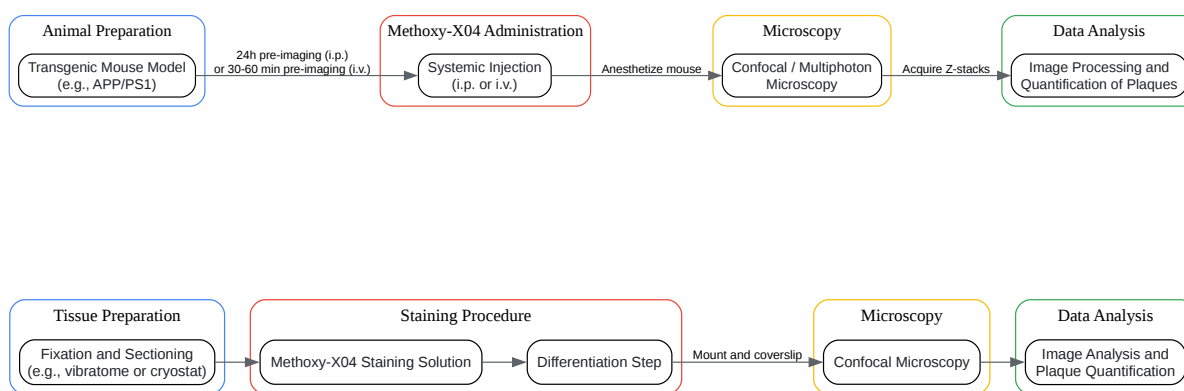 Animal Preparation
Transgenic Mouse Model
(e.g., APP/PS1)
24h pre-imaging (i.p.)
or 30-60 min pre-imaging (i.v.)
Methoxy-X04 Administration
Systemic Injection
(i.p. or i.v.)
Anesthetize mouse
Microscopy
Confocal / Multiphoton
Microscopy
Acquire Z-stacks
Data Analysis
Image Processing and
Quantification of Plaques
Tissue Preparation
Fixation and Sectioning
(e.g., vibratome or cryostat)
Staining Procedure
Methoxy-X04 Staining Solution
Differentiation Step
Mount and coverslip
Microscopy
Confocal Microscopy
Data Analysis
Image Analysis and
Plaque Quantification